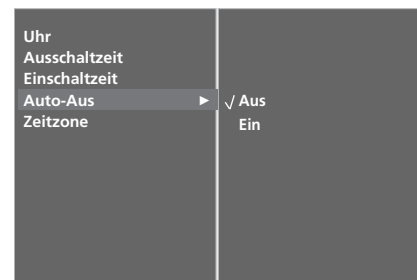 Uhr
Ausschaltzeit
Einschaltzeit
Auto-Aus ► √ Aus
Ein
Zeitzone